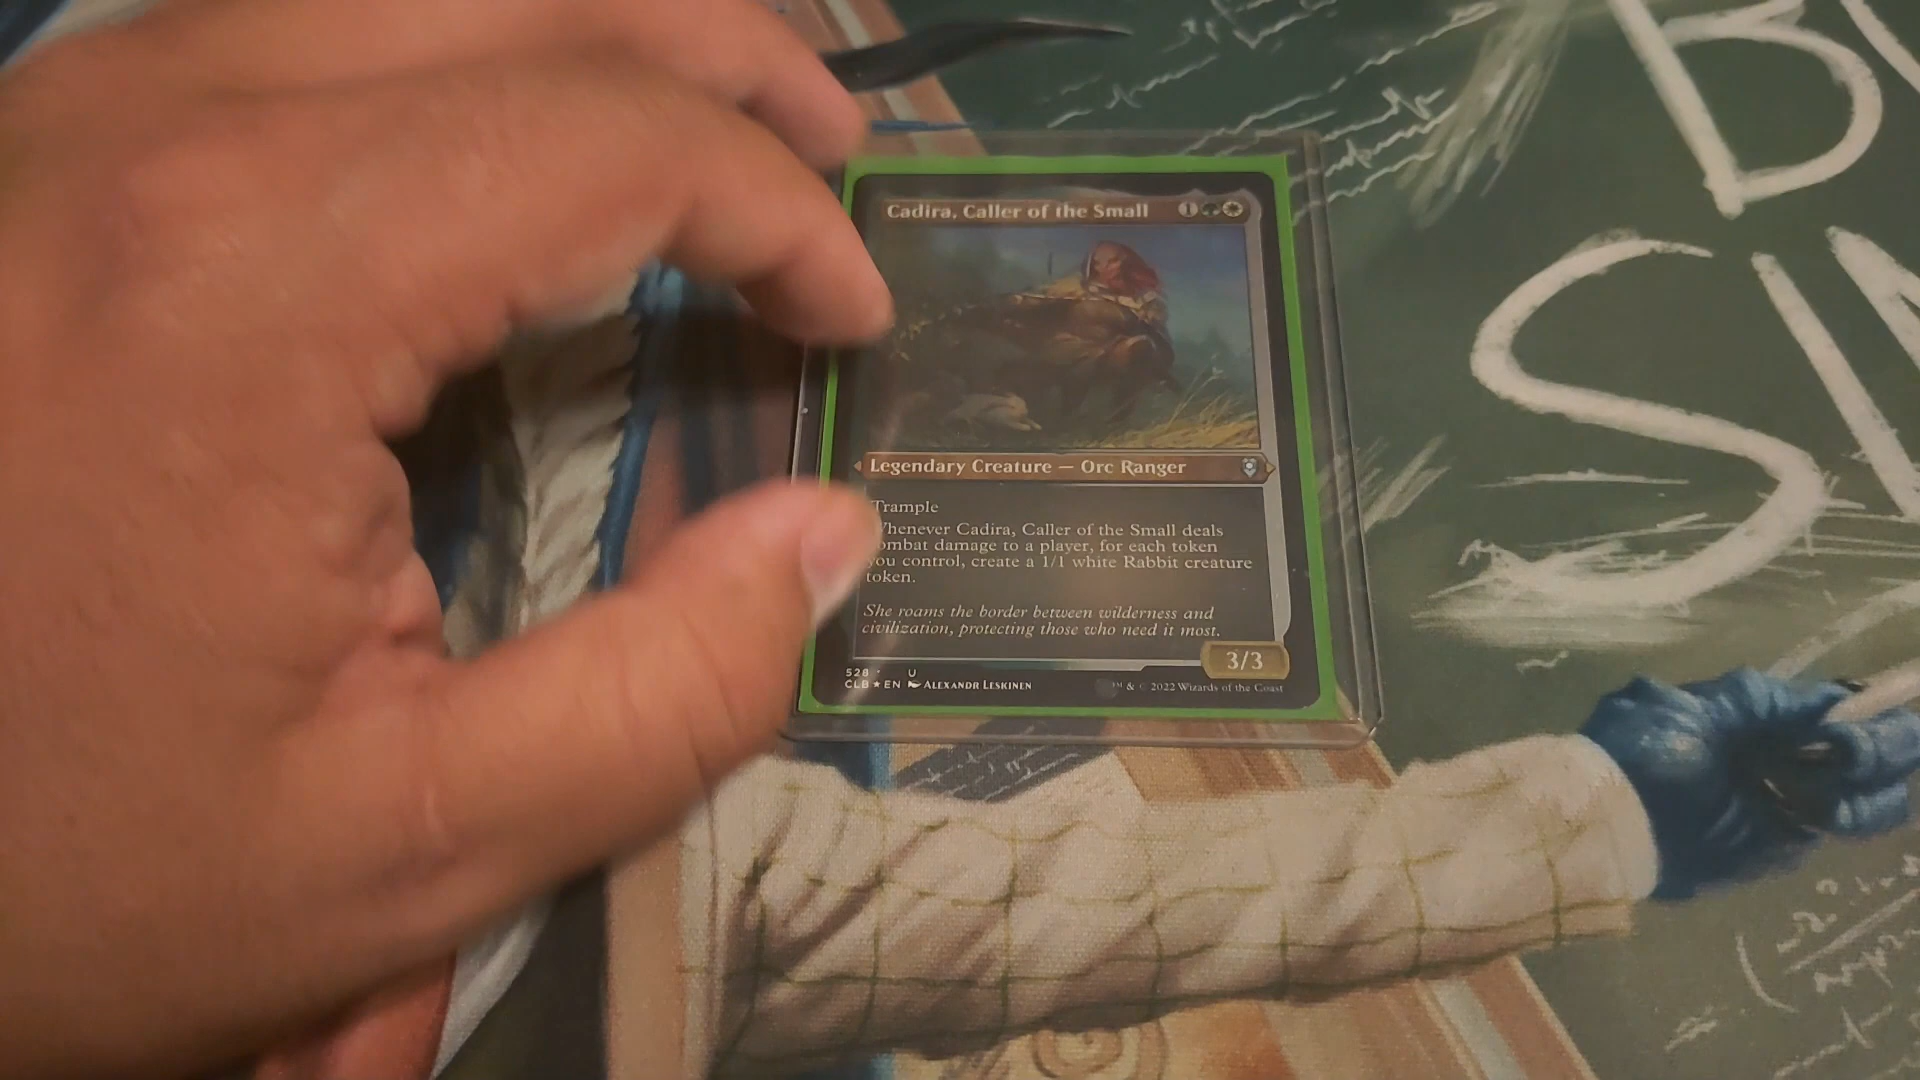 Cadira, Caller of the Small 1
Legendary Creature — Orc Ranger
Trample
Whenever Cadira, Caller of the Small deals
combat damage to a player, for each token
you control, create a 1/1 white Rabbit creature
token.
She roams the border between wilderness and
civilization, protecting those who need it most.
3/3
528 U
CLB★EN ALEXANDR LESKINEN ™ & © 2022 Wizards of the Coast